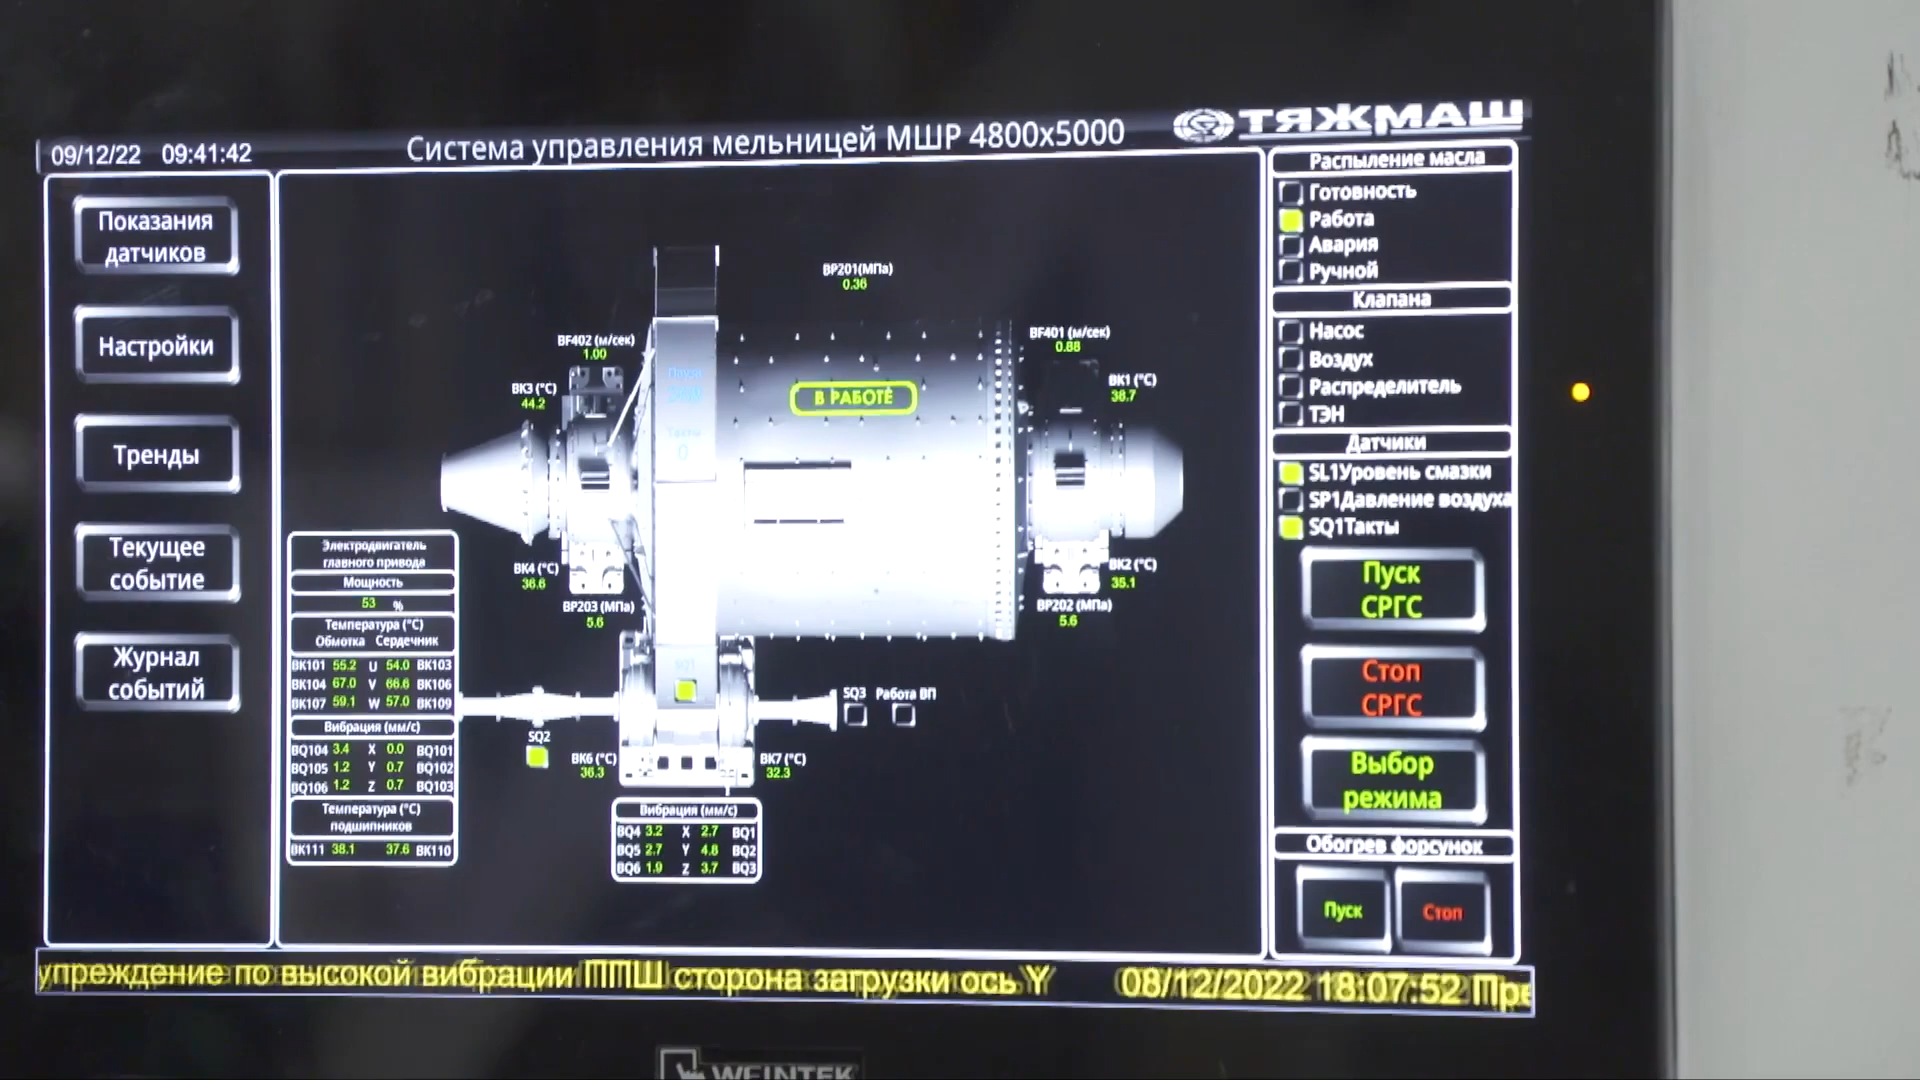 09/12/22 09:41:42
Система управления мельницей МШР 4800х5000
ТЯЖМАШ
Показания
датчиков
Настройки
Тренды
Текущее
событие
Журнал
событий
BP201(МПа)
0.36
BF402 (м/сек)
1.00
BF401 (м/сек)
0.88
BK3 (°C)
44.2
BK1 (°C)
38.7
Пауза
В РАБОТЕ
Такты
0
BK4 (°C)
36.6
BK2 (°C)
35.1
BP203 (МПа)
5.6
BP202 (МПа)
5.6
Электродвигатель
главного привода
Мощность
53 %
Температура (°C)
Обмотка Сердечник
BK101 55.2 U 54.0 BK103
BK104 67.0 V 66.6 BK106
BK107 59.1 W 57.0 BK109
Вибрация (мм/с)
BQ104 3.4 X 0.0 BQ101
BQ105 1.2 Y 0.7 BQ102
BQ106 1.2 Z 0.7 BQ103
Температура (°C)
подшипников
BK111 38.1 37.6 BK110
BQ1
SQ2
SQ3 Работа ВП
BK6 (°C)
36.3
BK7 (°C)
32.3
Вибрация (мм/с)
BQ4 3.2 X 2.7 BQ1
BQ5 2.7 Y 4.8 BQ2
BQ6 1.9 Z 3.7 BQ3
Распыление масла
Готовность
Работа
Авария
Ручной
Клапана
Насос
Воздух
Распределитель
ТЭН
Датчики
SL1Уровень смазки
SP1Давление воздуха
SQ1Такты
Пуск
СРГС
Стоп
СРГС
Выбор
режима
Обогрев форсунок
Пуск
Стоп
упреждение по высокой вибрации ППШ сторона загрузки ось Y 08/12/2022 18:07:52 Пре
WEINTEK